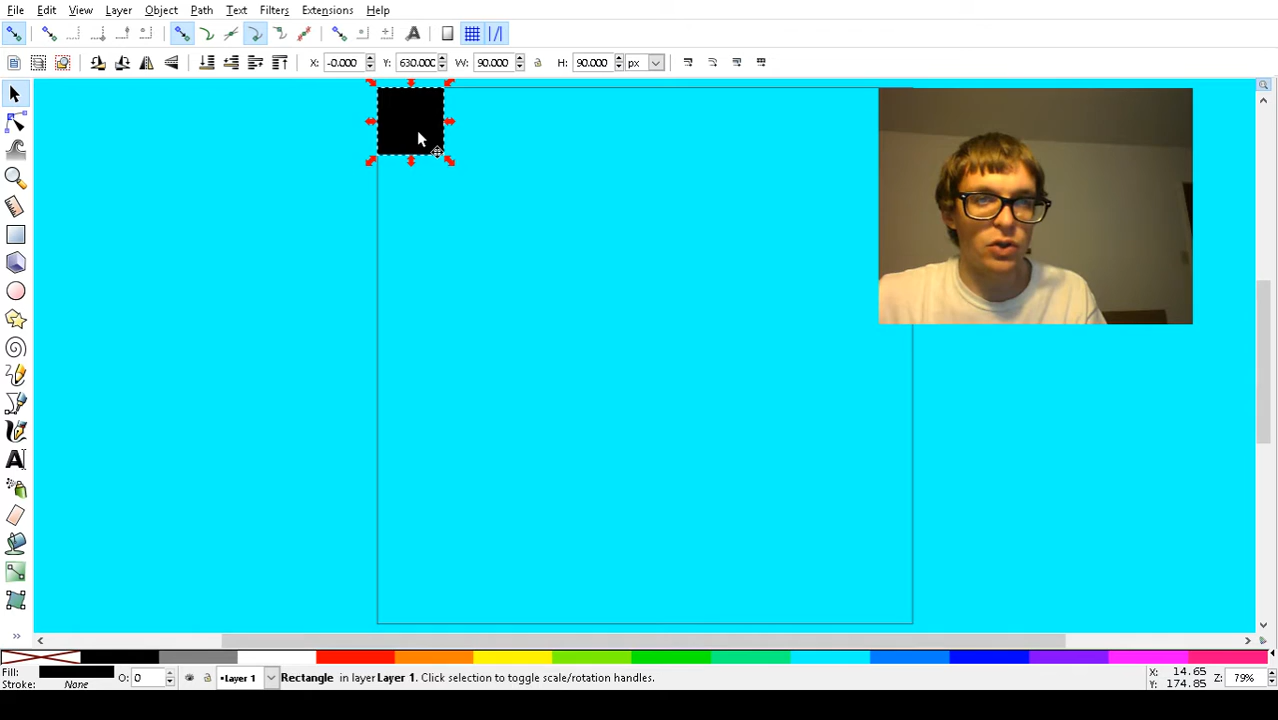 File Edit View Layer Object Path Text Filters Extensions Help
X: -0.000 Y: 630.000 W: 90.000 H: 90.000 px
Fill: O: 0 •Layer 1 Rectangle in layer Layer 1. Click selection to toggle scale/rotation handles. X: 14.65 Z: 79%
Stroke: None Y: 174.85